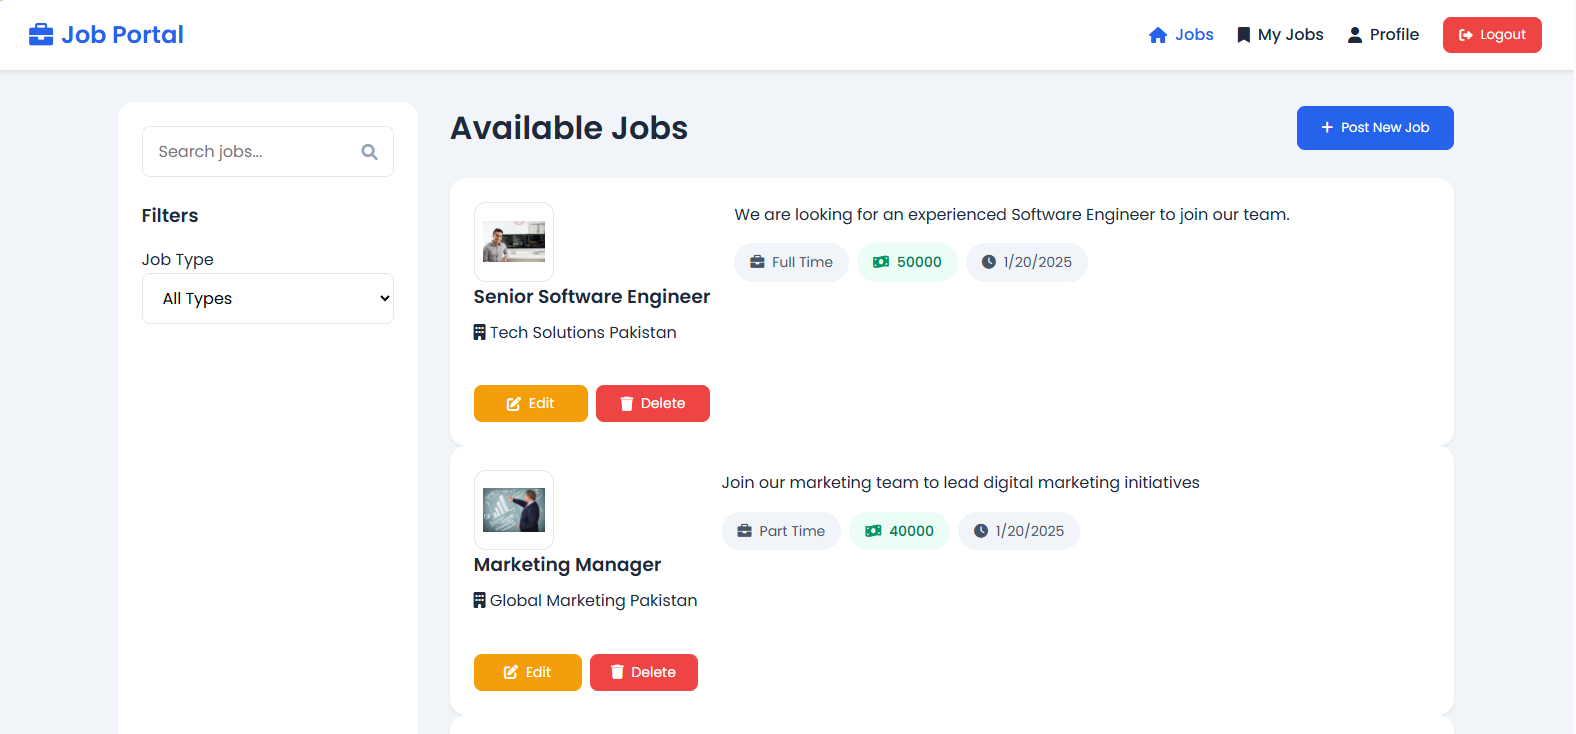 Job Portal
Jobs
My Jobs
Profile
Logout
Search jobs...
Filters
Job Type
All Types
Available Jobs
Post New Job
Senior Software Engineer
Tech Solutions Pakistan
Edit
Delete
We are looking for an experienced Software Engineer to join our team.
Full Time
50000
1/20/2025
Marketing Manager
Global Marketing Pakistan
Edit
Delete
Join our marketing team to lead digital marketing initiatives
Part Time
40000
1/20/2025